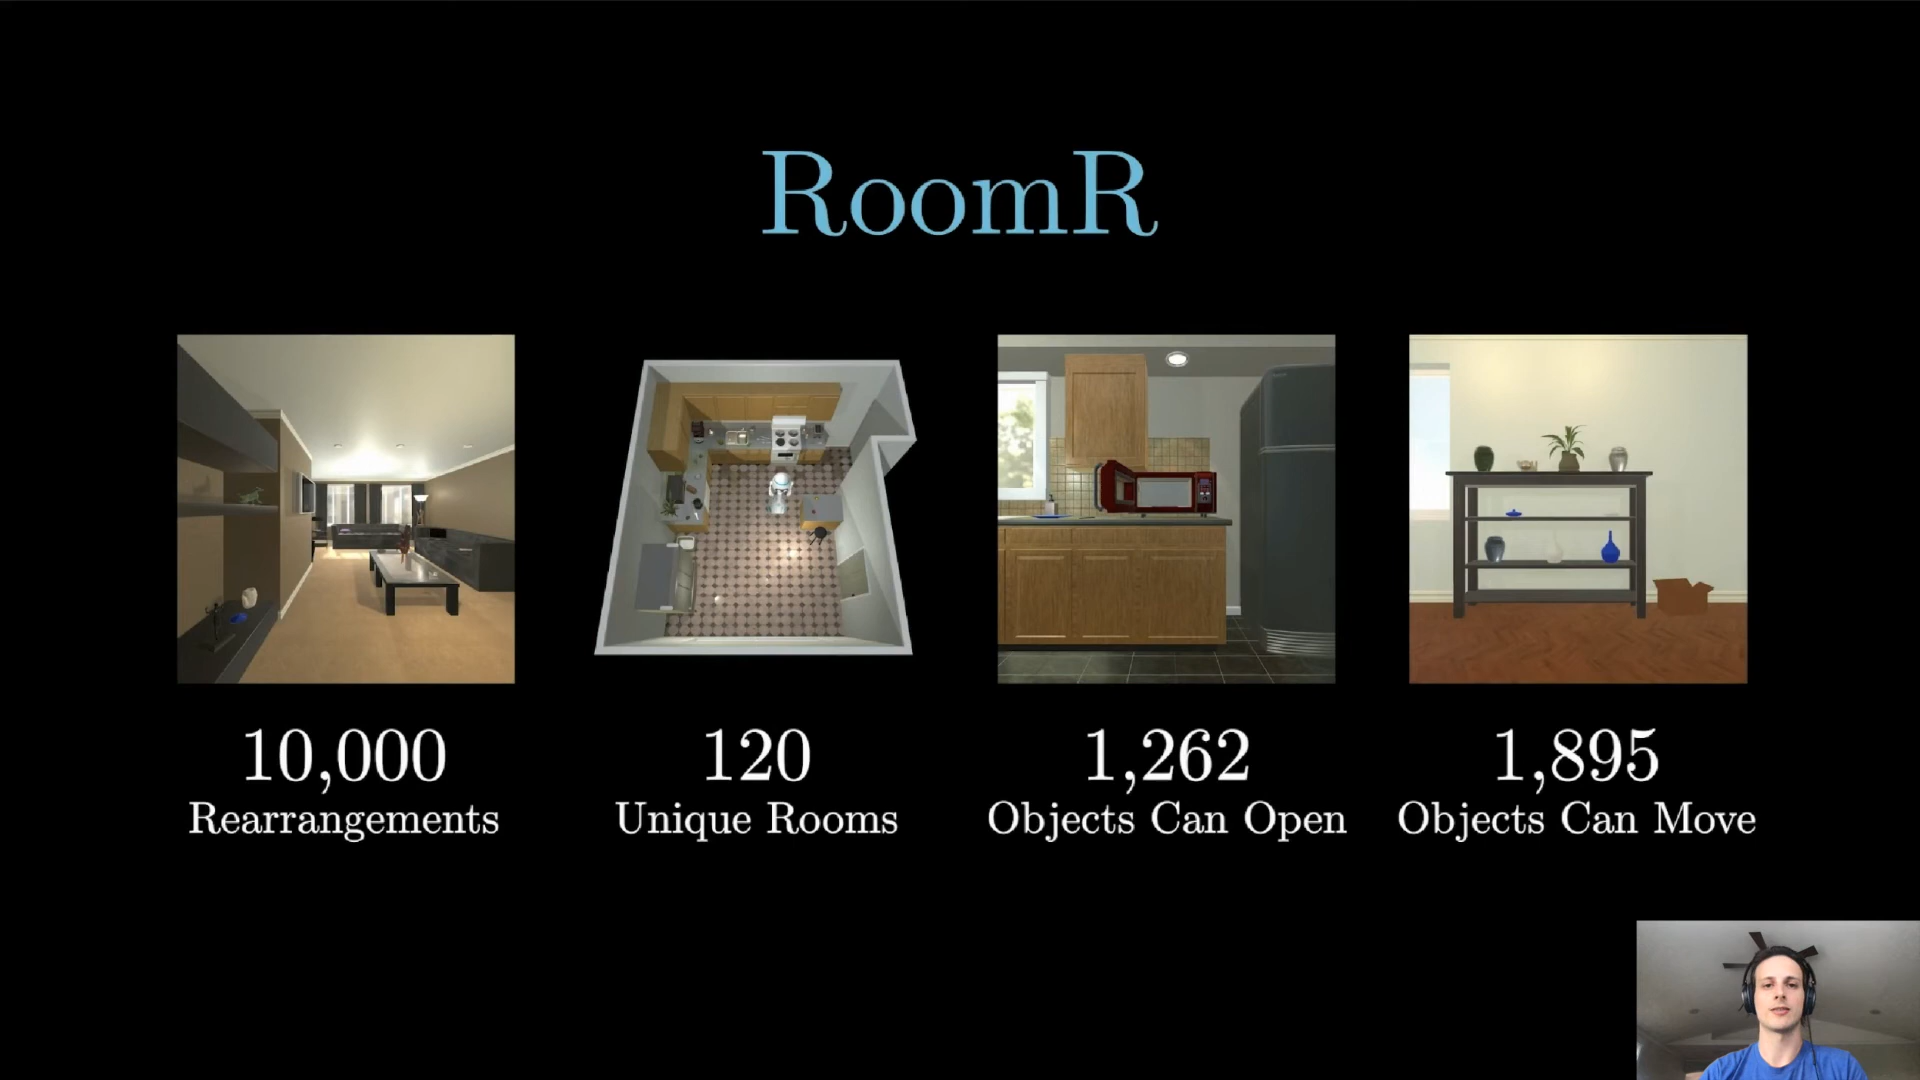 RoomR
10,000
Rearrangements
120
Unique Rooms
1,262
Objects Can Open
1,895
Objects Can Move